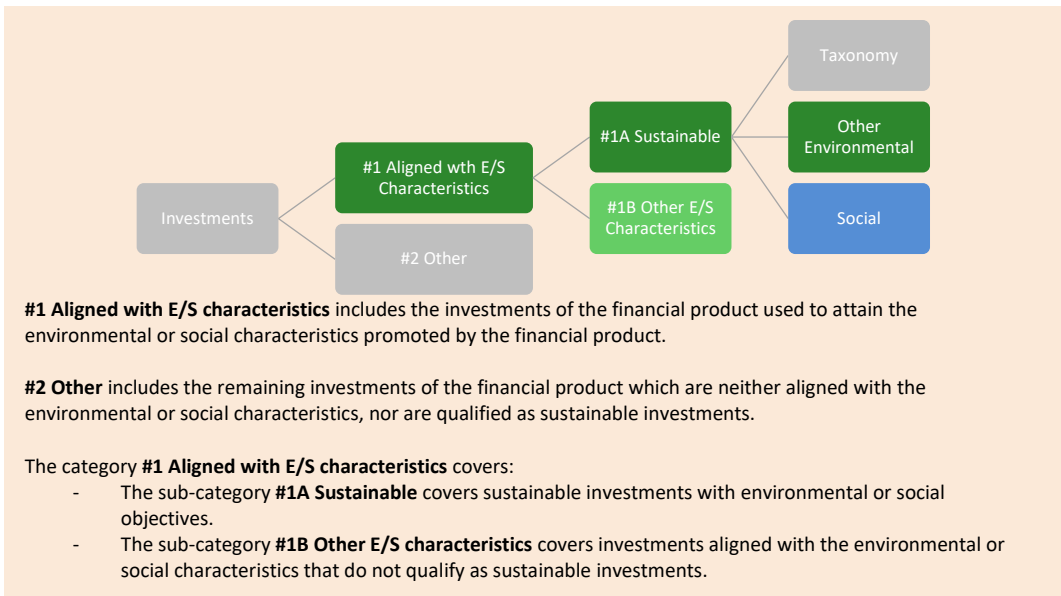 Taxonomy
#1A Sustainable
Other
Environmental
#1 Aligned wth E/S
Characteristics
Investments
#1B Other E/S
Characteristics
Social
#2 Other
#1 Aligned with E/S characteristics includes the investments of the financial product used to attain the
environmental or social characteristics promoted by the financial product.
#2 Other includes the remaining investments of the financial product which are neither aligned with the
environmental or social characteristics, nor are qualified as sustainable investments.
The category #1 Aligned with E/S characteristics covers:
- The sub-category #1A Sustainable covers sustainable investments with environmental or social
objectives.
- The sub-category #1B Other E/S characteristics covers investments aligned with the environmental or
social characteristics that do not qualify as sustainable investments.